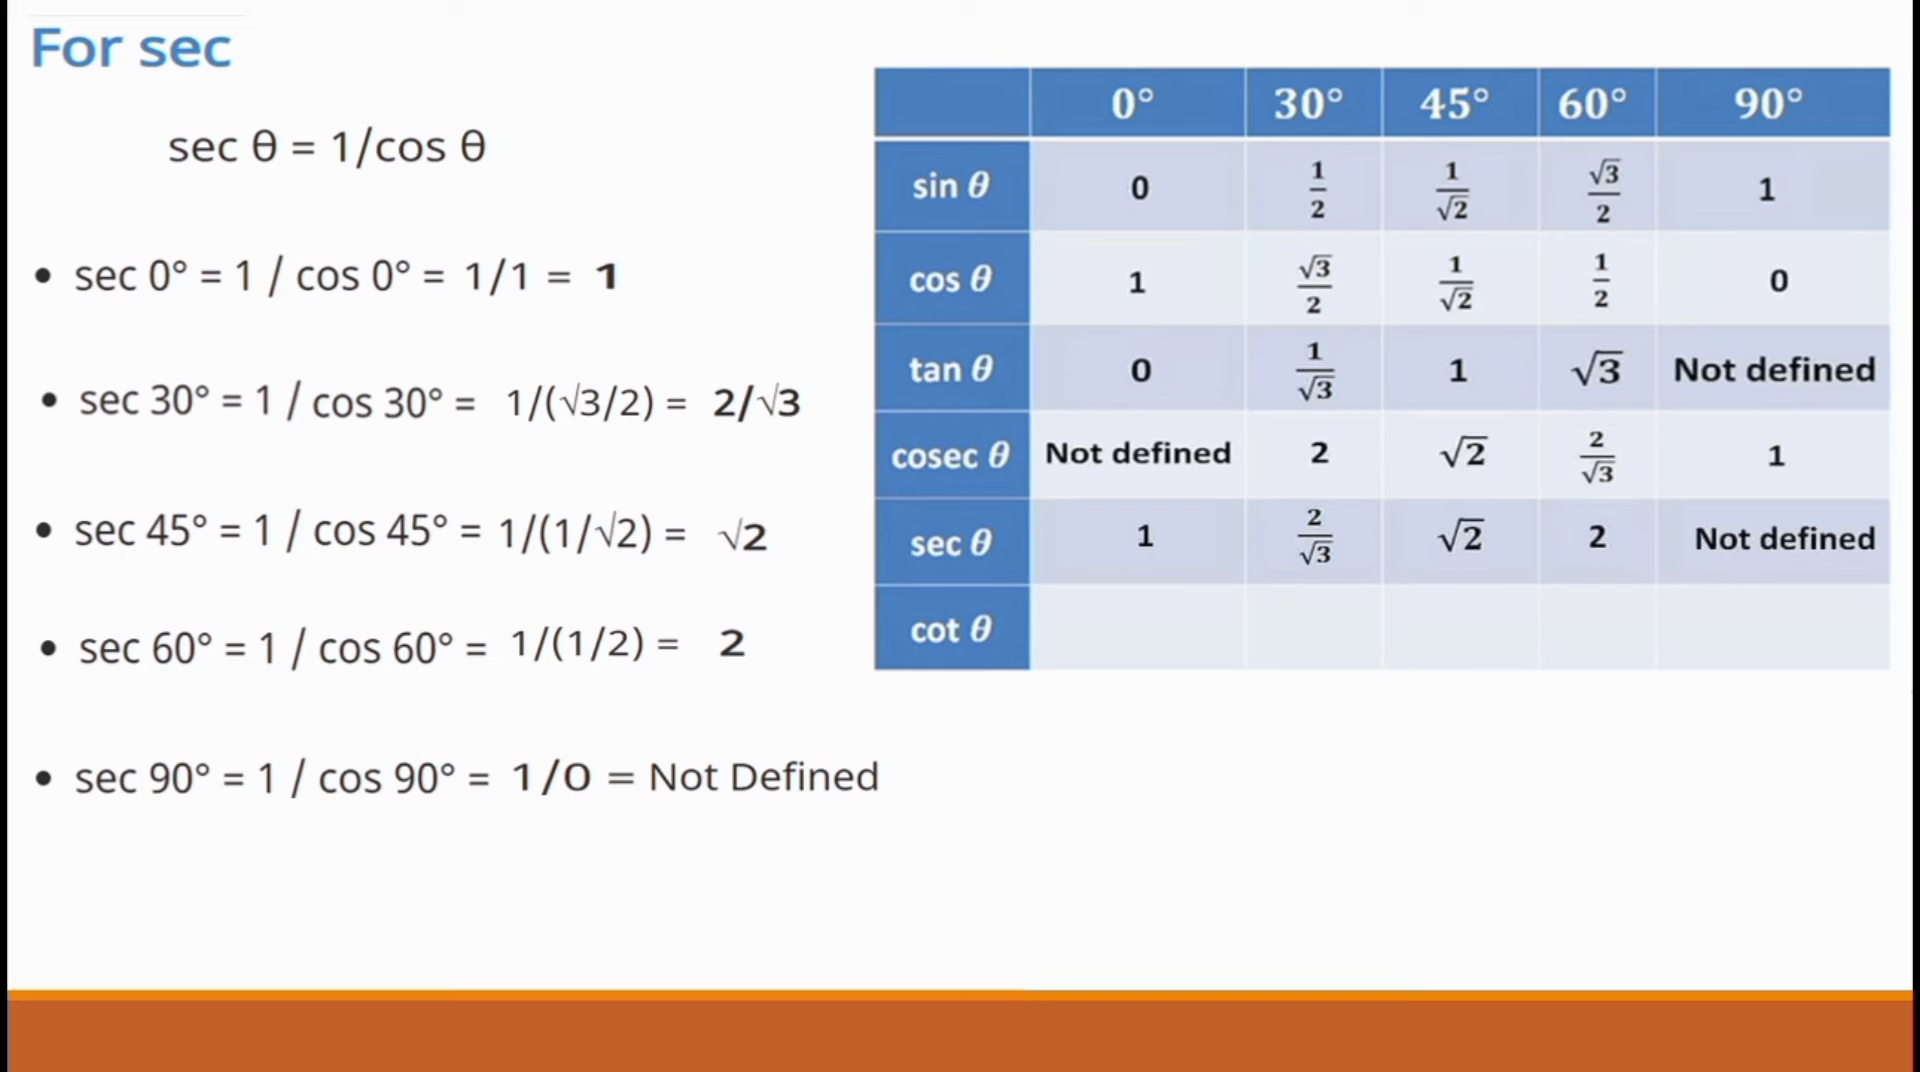 For sec
sec θ = 1/cos θ
• sec 0° = 1 / cos 0° = 1/1 = 1
• sec 30° = 1 / cos 30° = 1/(√3/2) = 2/√3
• sec 45° = 1 / cos 45° = 1/(1/√2) = √2
• sec 60° = 1 / cos 60° = 1/(1/2) = 2
• sec 90° = 1 / cos 90° = 1/0 = Not Defined
0° 30° 45° 60° 90°
sin θ 0 1/2 1/√2 √3/2 1
cos θ 1 √3/2 1/√2 1/2 0
tan θ 0 1/√3 1 √3 Not defined
cosec θ Not defined 2 √2 2/√3 1
sec θ 1 2/√3 √2 2 Not defined
cot θ